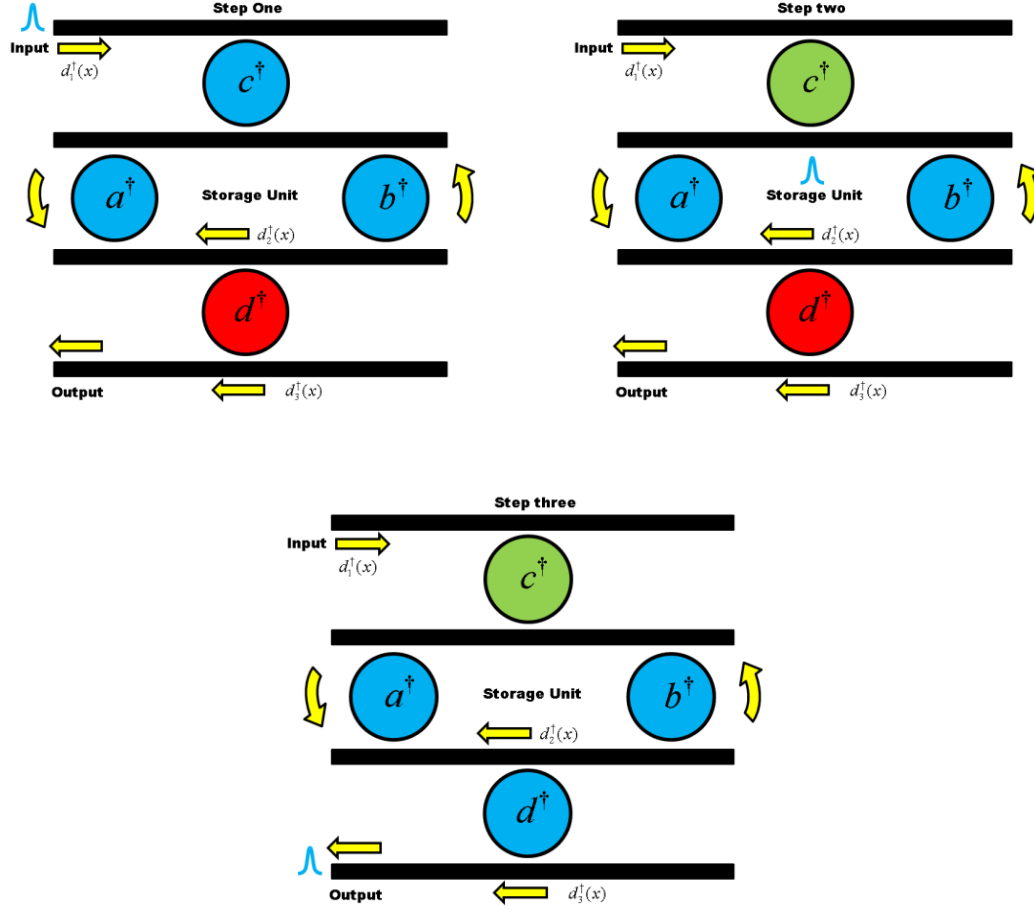 Step One
Input
d₁†(x)
c†
a†
Storage Unit
b†
d₂†(x)
d†
Output
d₃†(x)
Step two
Input
d₁†(x)
c†
a†
Storage Unit
b†
d₂†(x)
d†
Output
d₃†(x)
Step three
Input
d₁†(x)
c†
a†
Storage Unit
b†
d₂†(x)
d†
Output
d₃†(x)